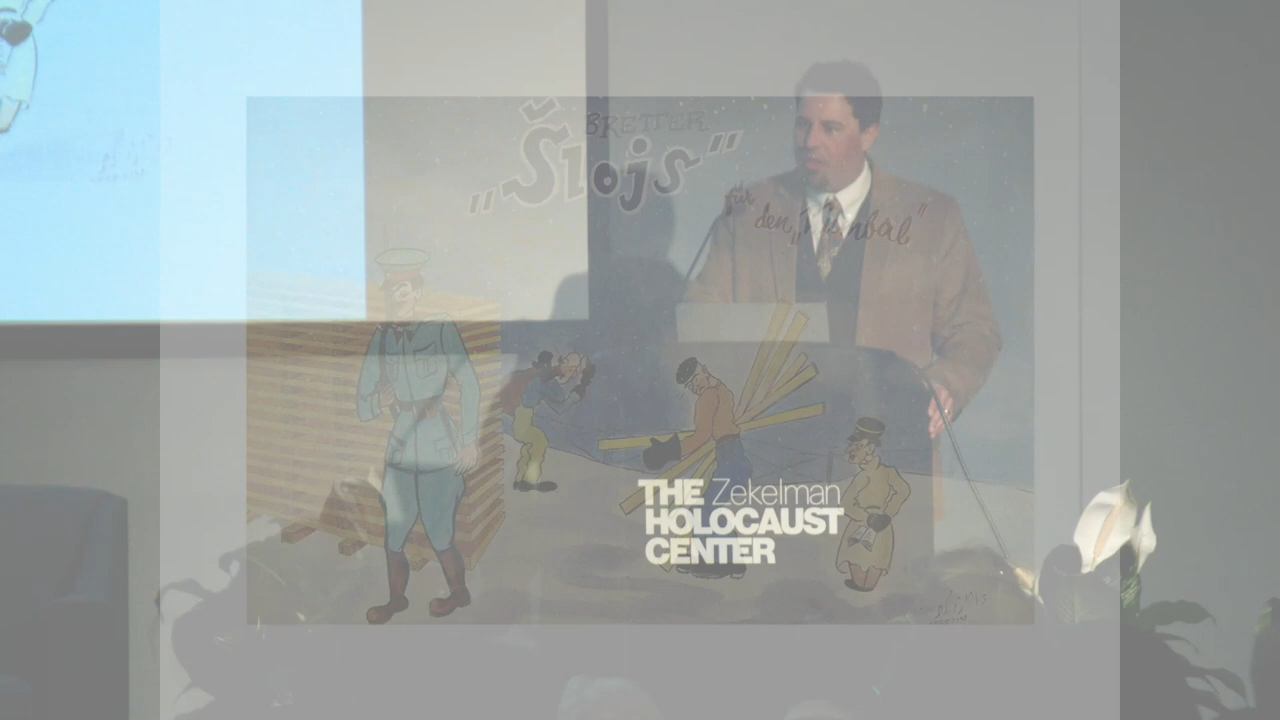 BRETTER
„Šlojs"
für
den „
THE Zekelman
HOLOCAUST
CENTER